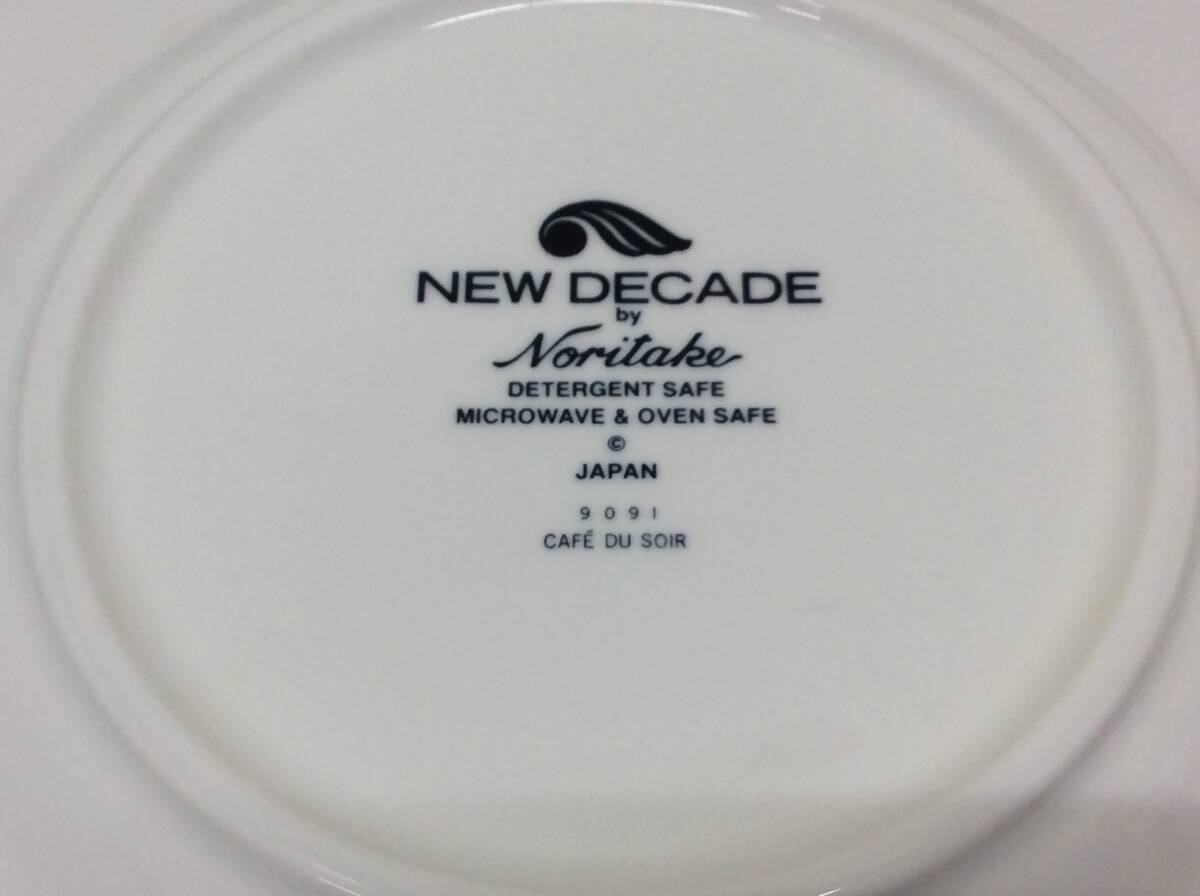 NEW DECADE
by
Noritake
DETERGENT SAFE
MICROWAVE & OVEN SAFE
©
JAPAN
9091
CAFÉ DU SOIR